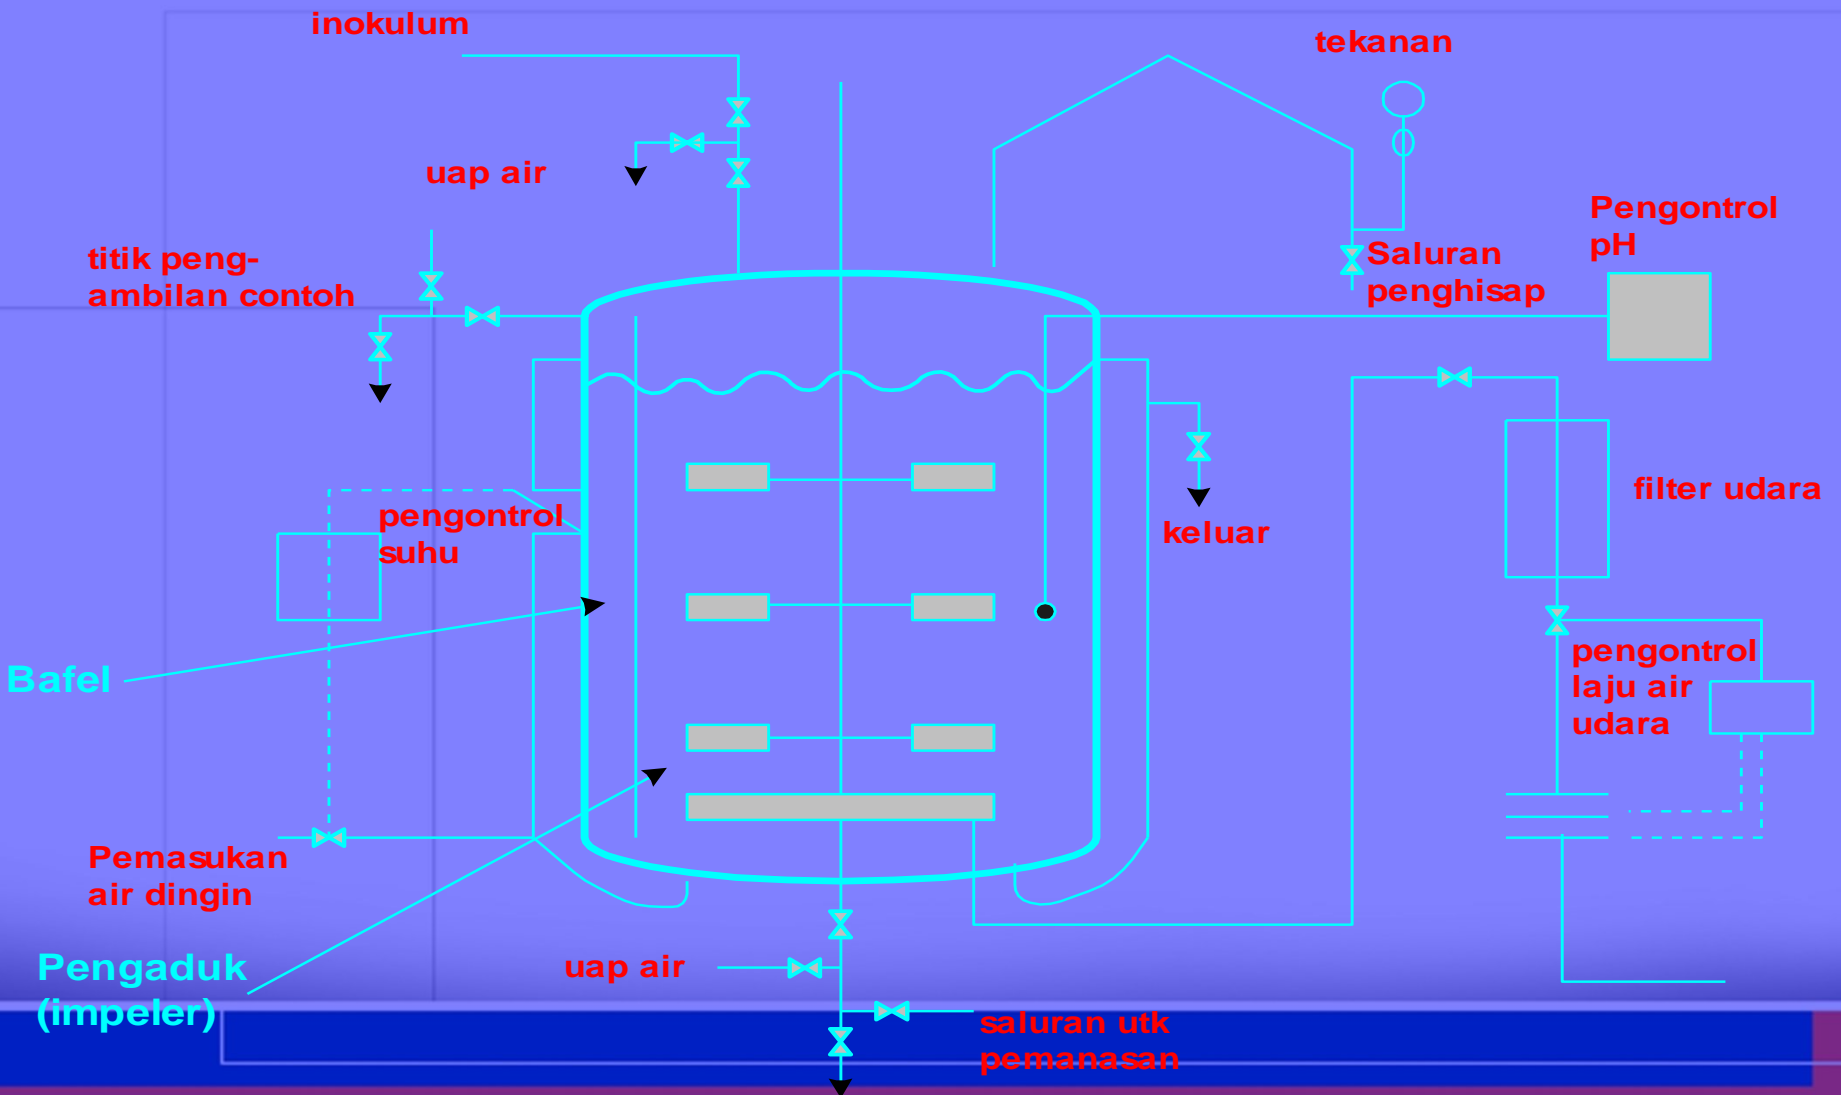 inokulum
tekanan
uap air
Pengontrol
pH
titik peng-
ambilan contoh
Saluran
penghisap
filter udara
pengontrol
suhu
keluar
Bafel
pengontrol
laju air
udara
Pemasukan
air dingin
Pengaduk
(impeler)
uap air
saluran utk
pemanasan